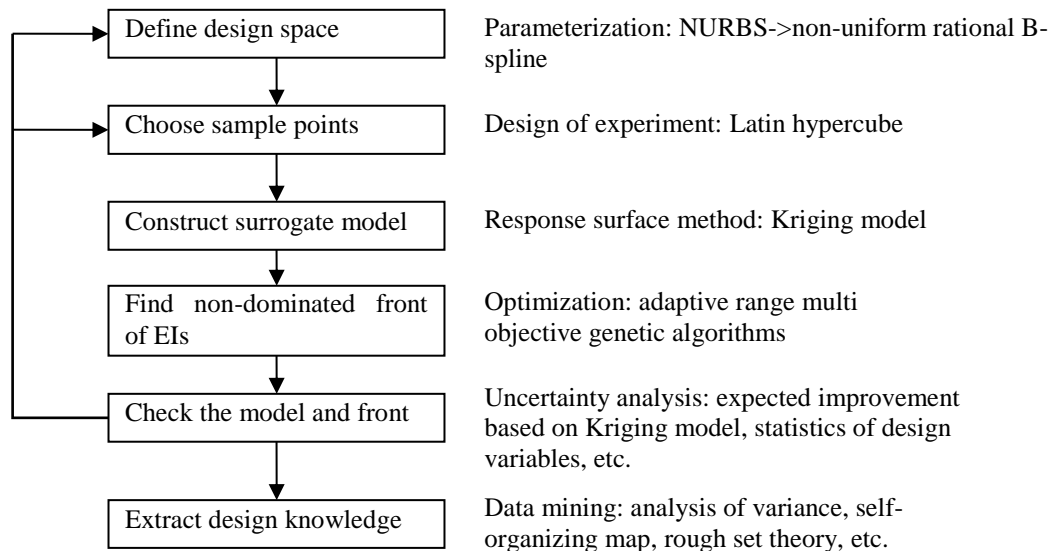 Define design space
Parameterization: NURBS->non-uniform rational B-
spline
Choose sample points
Design of experiment: Latin hypercube
Construct surrogate model
Response surface method: Kriging model
Find non-dominated front
of EIs
Optimization: adaptive range multi
objective genetic algorithms
Check the model and front
Uncertainty analysis: expected improvement
based on Kriging model, statistics of design
variables, etc.
Extract design knowledge
Data mining: analysis of variance, self-
organizing map, rough set theory, etc.